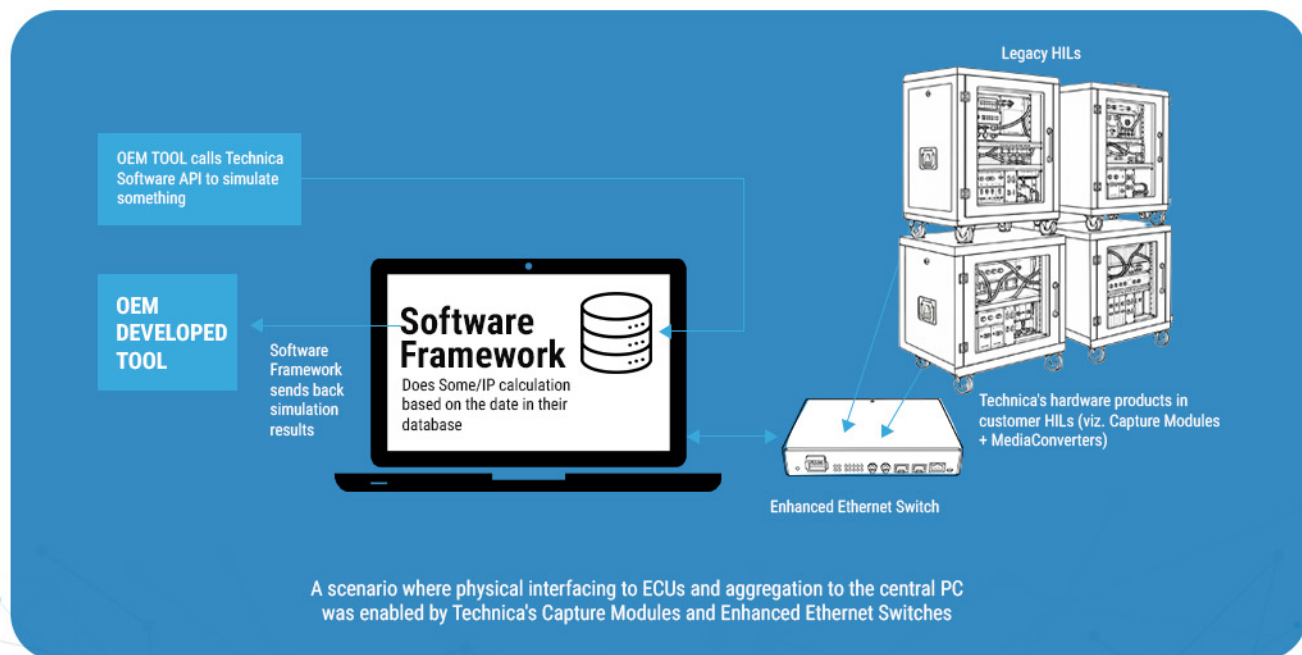 Legacy HILs
OEM TOOL calls Technica
Software API to simulate
something
OEM
DEVELOPED
TOOL
Software
Framework
sends back
simulation
results
Software
Framework
Does Some/IP calculation
based on the date in their
database
Technica's hardware products in
customer HILs (viz. Capture Modules
+ MediaConverters)
Enhanced Ethernet Switch
A scenario where physical interfacing to ECUs and aggregation to the central PC
was enabled by Technica's Capture Modules and Enhanced Ethernet Switches